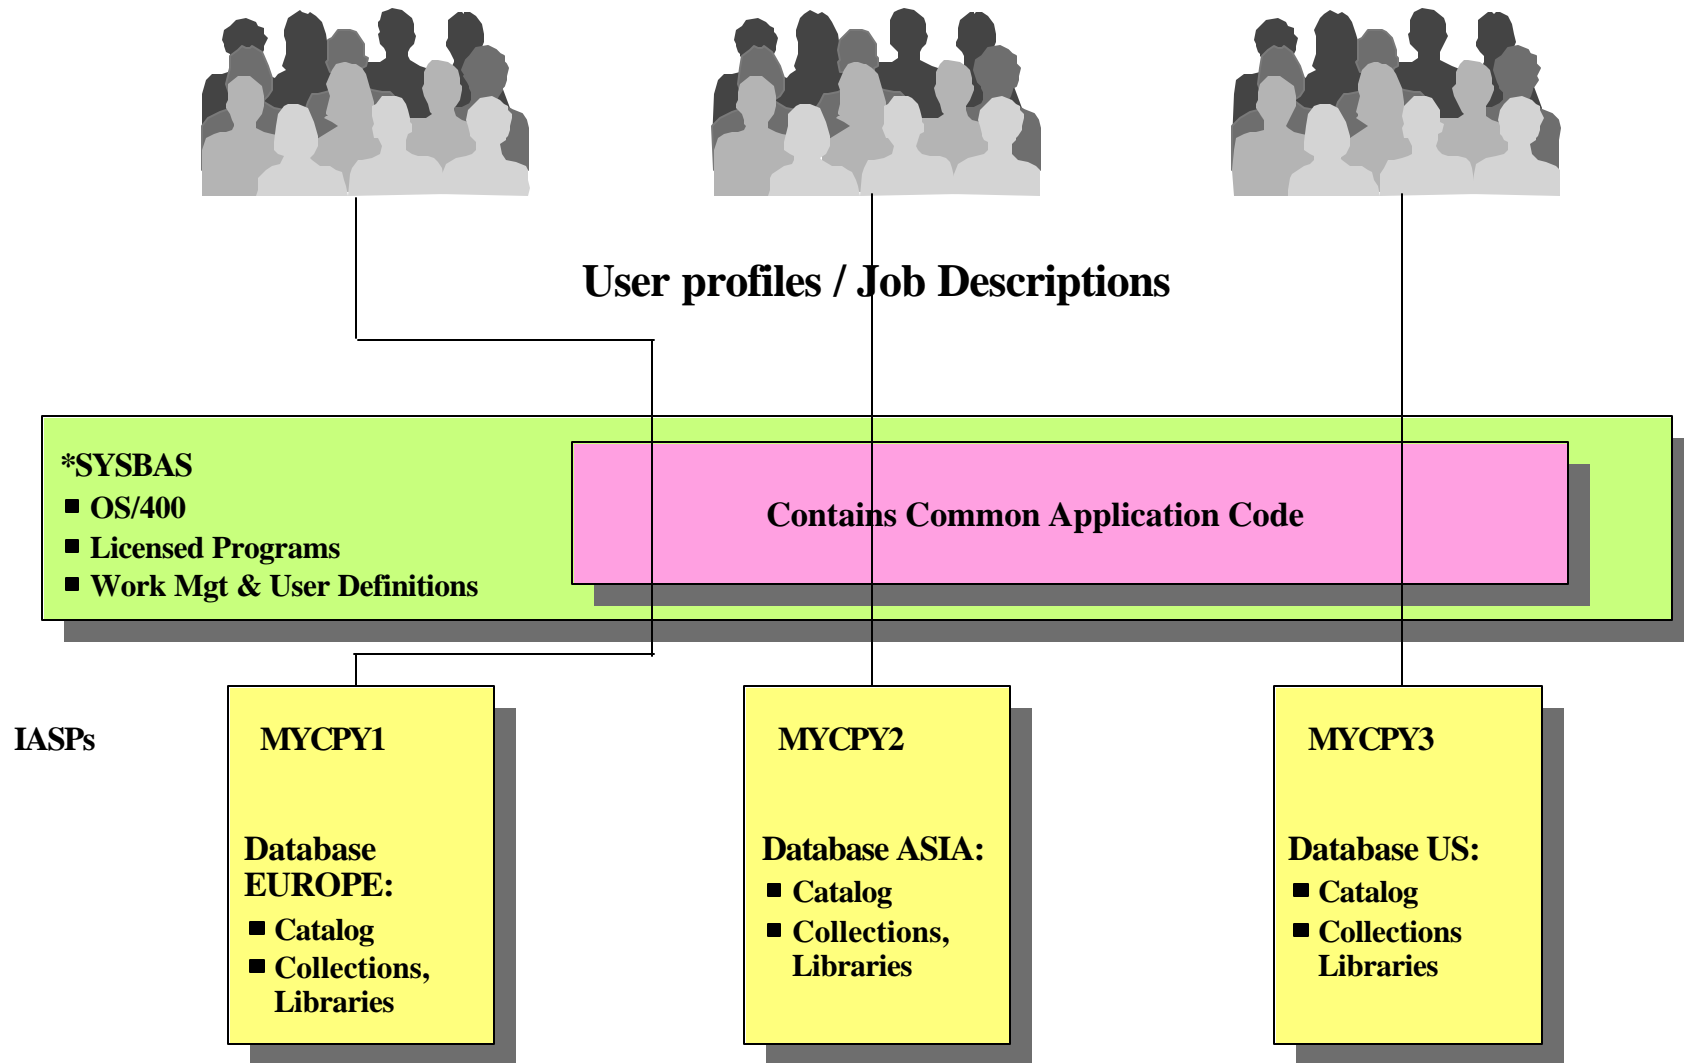 User profiles / Job Descriptions
*SYSBAS
OS/400
Licensed Programs
Work Mgt & User Definitions
Contains Common Application Code
IASPs
MYCPY1
Database
EUROPE:
Catalog
Collections,
Libraries
MYCPY2
Database ASIA:
Catalog
Collections,
Libraries
MYCPY3
Database US:
Catalog
Collections
Libraries